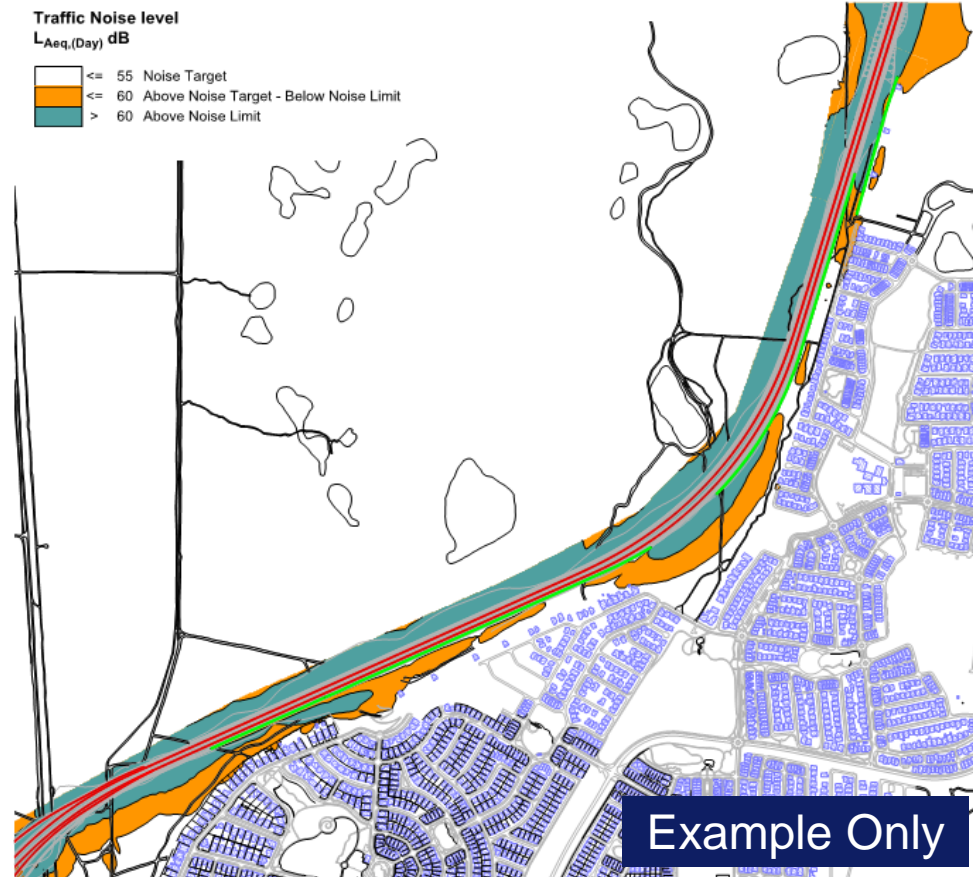 Traffic Noise level
LAeq,(Day) dB
<= 55 Noise Target
<= 60 Above Noise Target - Below Noise Limit
> 60 Above Noise Limit
Example Only